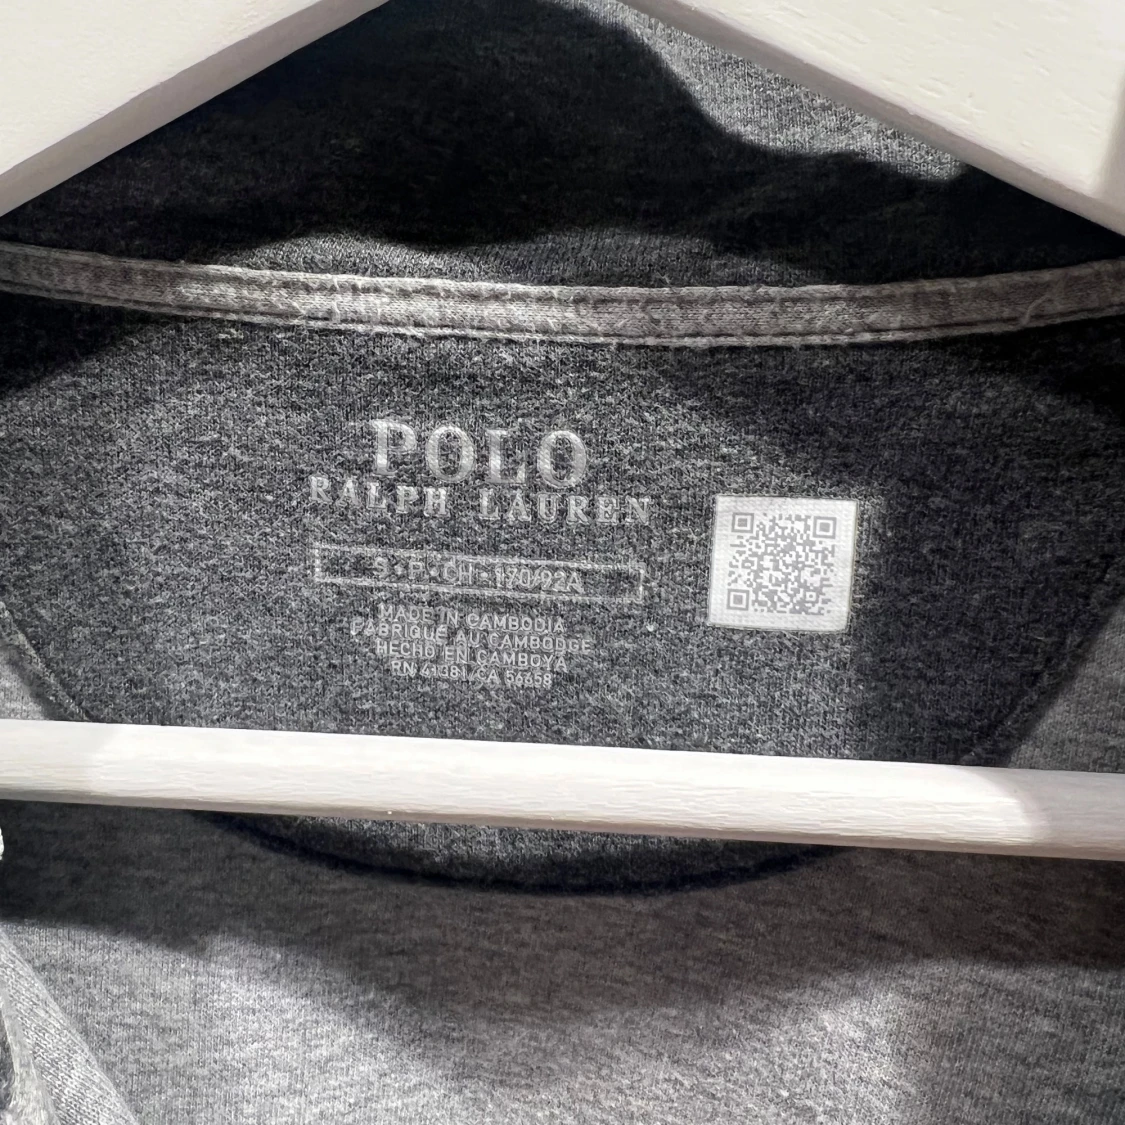 POLO
RALPH LAUREN
S • P • CH • 170/92A
MADE IN CAMBODIA
FABRIQUÉ AU CAMBODGE
HECHO EN CAMBOYA
RN 41381/CA 56658